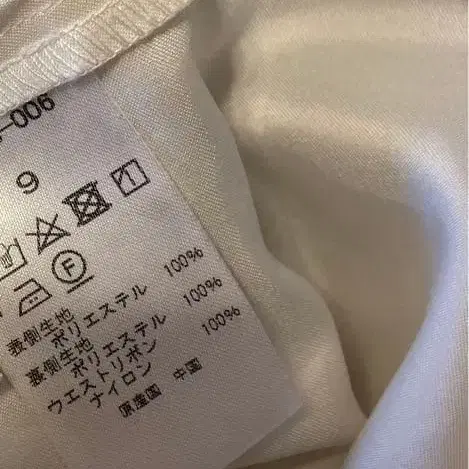 -006
9
F
表側生地
ポリエステル 100%
裏側生地
ポリエステル 100%
ウエストリボン
ナイロン 100%
原産国 中国